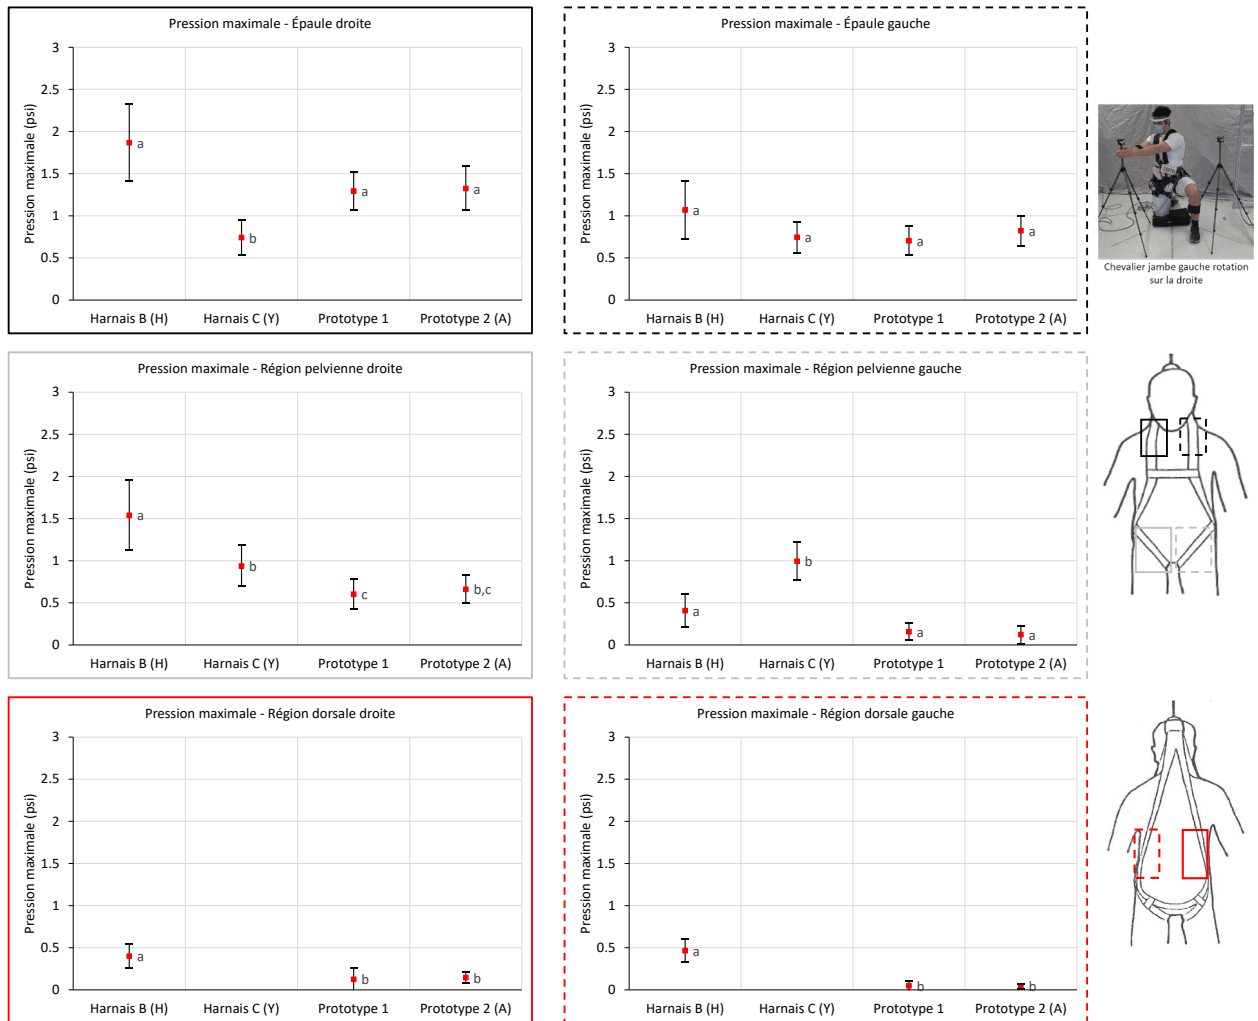 Pression maximale - Épaule droite
3
2.5
2
1.5
1
0.5
0
Pression maximale (psi)
a
b
a
a
Harnais B (H) Harnais C (Y) Prototype 1 Prototype 2 (A)
Pression maximale - Épaule gauche
3
2.5
2
1.5
1
0.5
0
Pression maximale (psi)
a
a
a
a
Harnais B (H) Harnais C (Y) Prototype 1 Prototype 2 (A)
Chevalier jambe gauche rotation
sur la droite
Pression maximale - Région pelvienne droite
3
2.5
2
1.5
1
0.5
0
Pression maximale (psi)
a
b
c
b,c
Harnais B (H) Harnais C (Y) Prototype 1 Prototype 2 (A)
Pression maximale - Région pelvienne gauche
3
2.5
2
1.5
1
0.5
0
Pression maximale (psi)
a
b
a
a
Harnais B (H) Harnais C (Y) Prototype 1 Prototype 2 (A)
Pression maximale - Région dorsale droite
3
2.5
2
1.5
1
0.5
0
Pression maximale (psi)
a
b
b
Harnais B (H) Harnais C (Y) Prototype 1 Prototype 2 (A)
Pression maximale - Région dorsale gauche
3
2.5
2
1.5
1
0.5
0
Pression maximale (psi)
a
b
b
Harnais B (H) Harnais C (Y) Prototype 1 Prototype 2 (A)